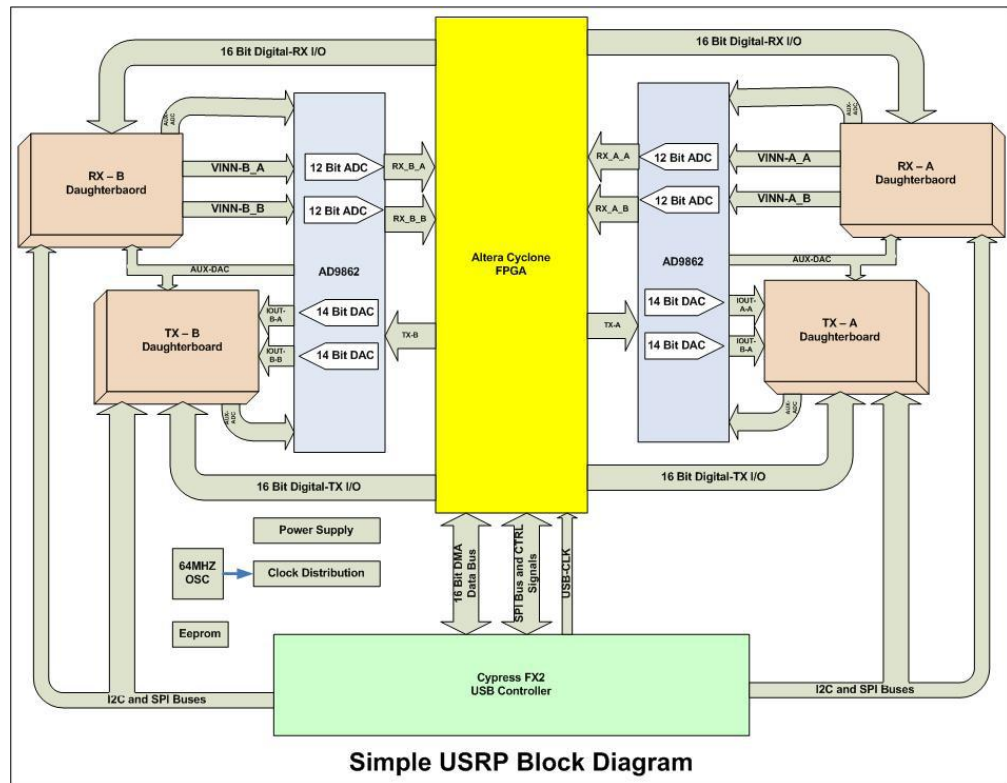 16 Bit Digital-RX I/O
16 Bit Digital-RX I/O
AUX-
ADC
AUX-
ADC
RX – B
Daughterbaord
VINN-B_A
VINN-B_B
12 Bit ADC
12 Bit ADC
RX_B_A
RX_B_B
RX_A_A
RX_A_B
12 Bit ADC
12 Bit ADC
VINN-A_A
VINN-A_B
RX – A
Daughterbaord
Altera Cyclone
FPGA
AUX-DAC
AD9862
AD9862
AUX-DAC
TX – B
Daughterboard
IOUT-
B-A
IOUT-
B-B
14 Bit DAC
14 Bit DAC
TX-B
TX-A
14 Bit DAC
14 Bit DAC
IOUT-
A-A
IOUT-
B-A
TX – A
Daughterboard
AUX-
ADC
AUX-
ADC
16 Bit Digital-TX I/O
16 Bit Digital-TX I/O
Power Supply
64MHZ
OSC
Clock Distribution
Eeprom
16 Bit DMA
Data Bus
SPI Bus and CTRL
Signals
USB-CLK
Cypress FX2
USB Controller
I2C and SPI Buses
I2C and SPI Buses
Simple USRP Block Diagram